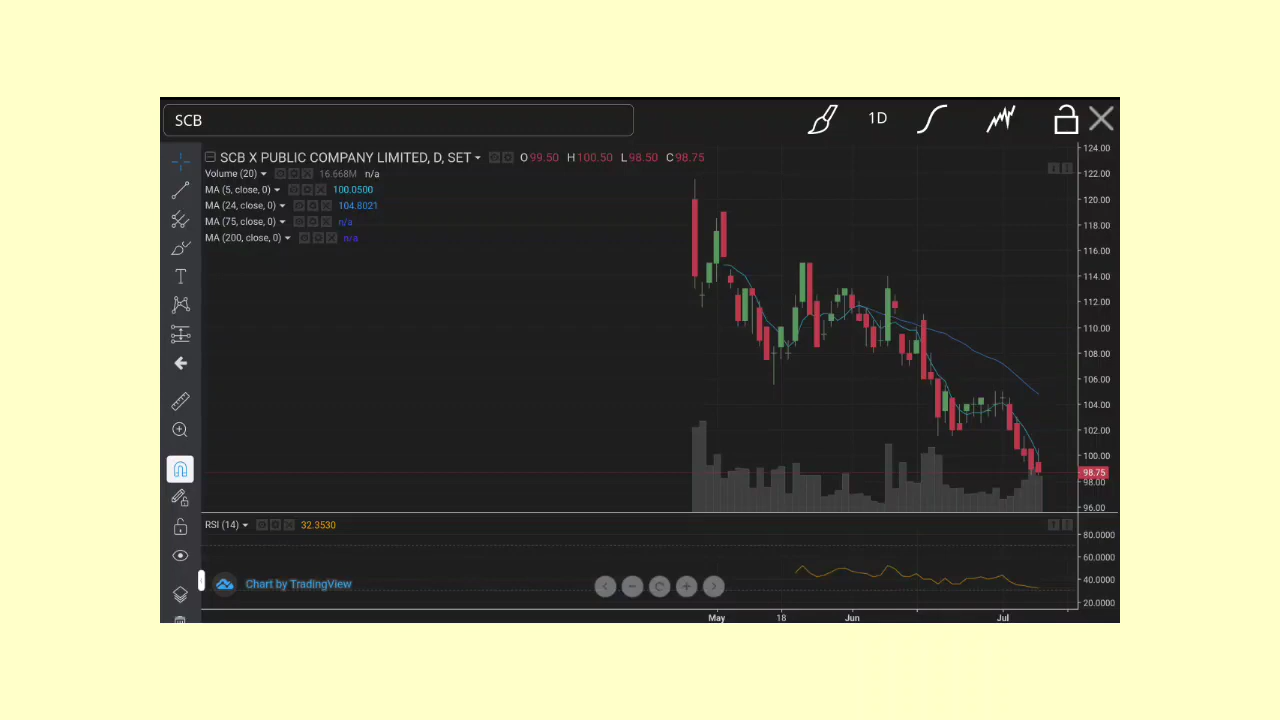 SCB
1D
SCB X PUBLIC COMPANY LIMITED, D, SET O99.50 H100.50 L98.50 C98.75
Volume (20) 16.668M n/a
MA (5, close, 0) 100.0500
MA (24, close, 0) 104.8021
MA (75, close, 0) n/a
MA (200, close, 0) n/a
124.00
122.00
120.00
118.00
116.00
114.00
112.00
110.00
108.00
106.00
104.00
102.00
100.00
98.75
98.00
96.00
RSI (14) 32.3530
80.0000
60.0000
40.0000
20.0000
Chart by TradingView
May 18 Jun Jul